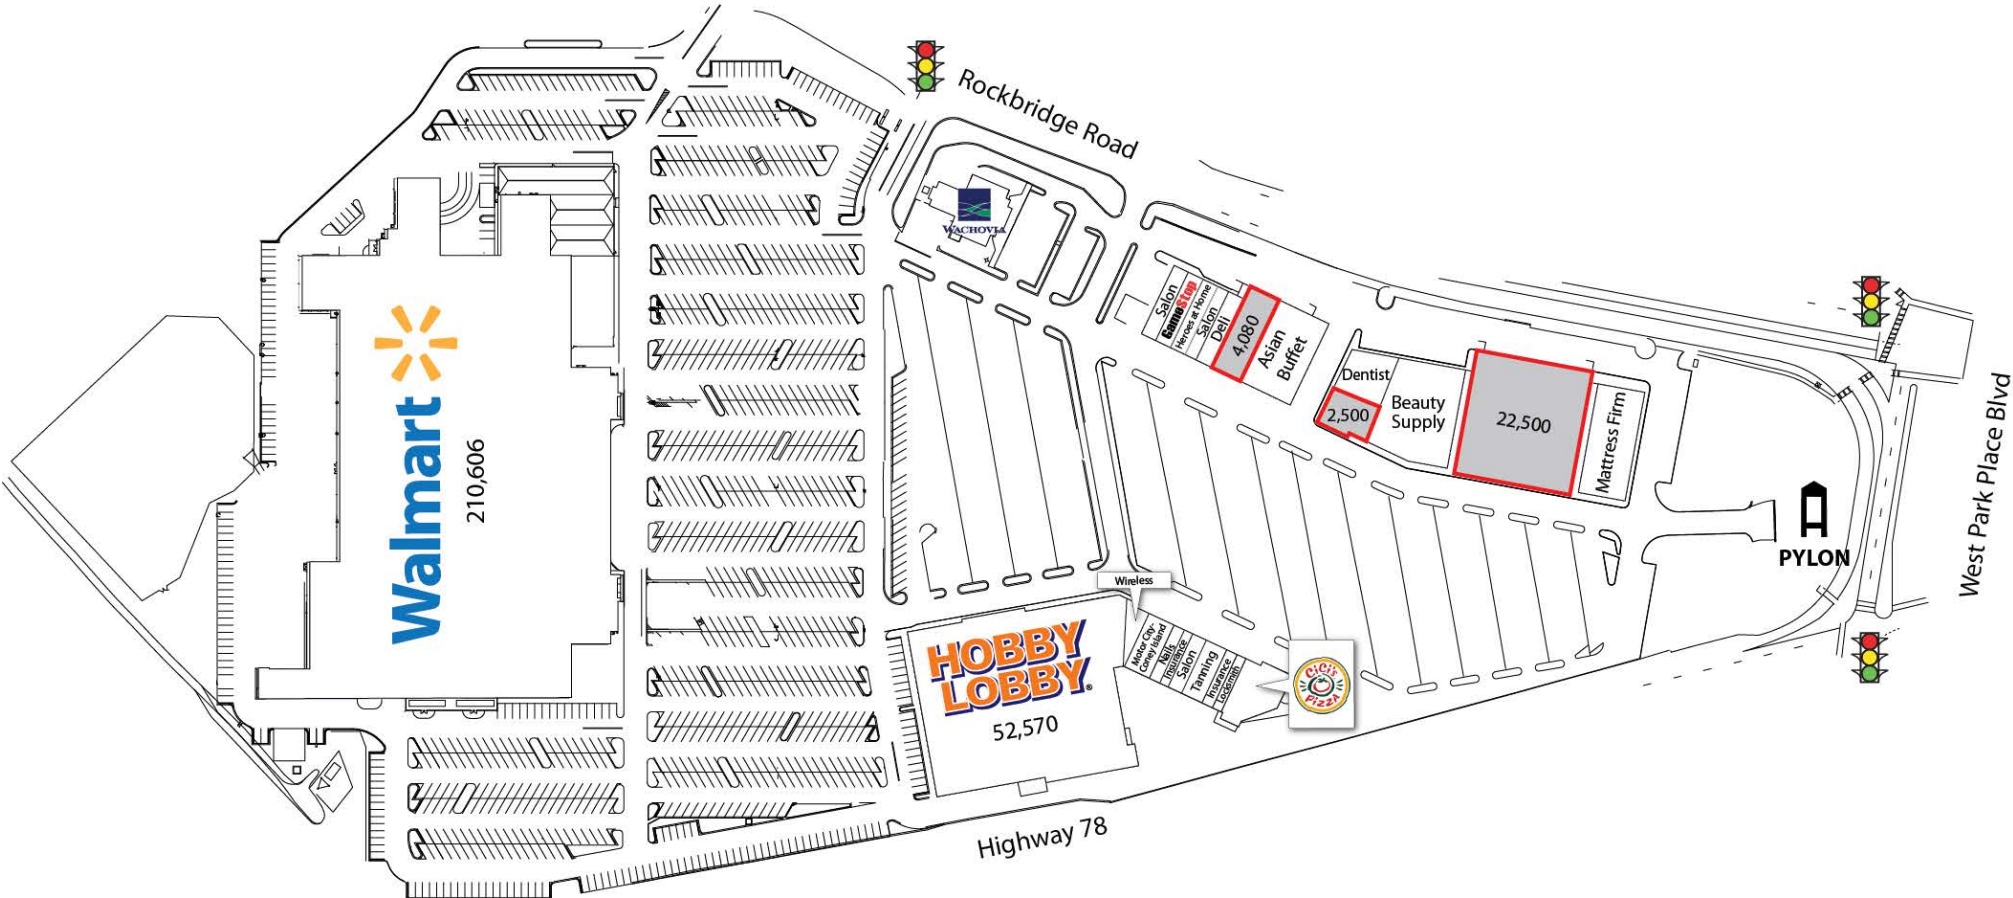 Rockbridge Road
WACHOVIA
Salon
GameStop
Heroes at Home
Salon
Deli
4,080
Asian
Buffet
Dentist
2,500
Beauty
Supply
22,500
Mattress Firm
West Park Place Blvd
PYLON
Walmart
210,606
Wireless
HOBBY
LOBBY®
52,570
Motor City-
Coney Island
Nails
Insurance
Salon
Tanning
Insurance
Locksmith
CiCi's
Pizza
Highway 78